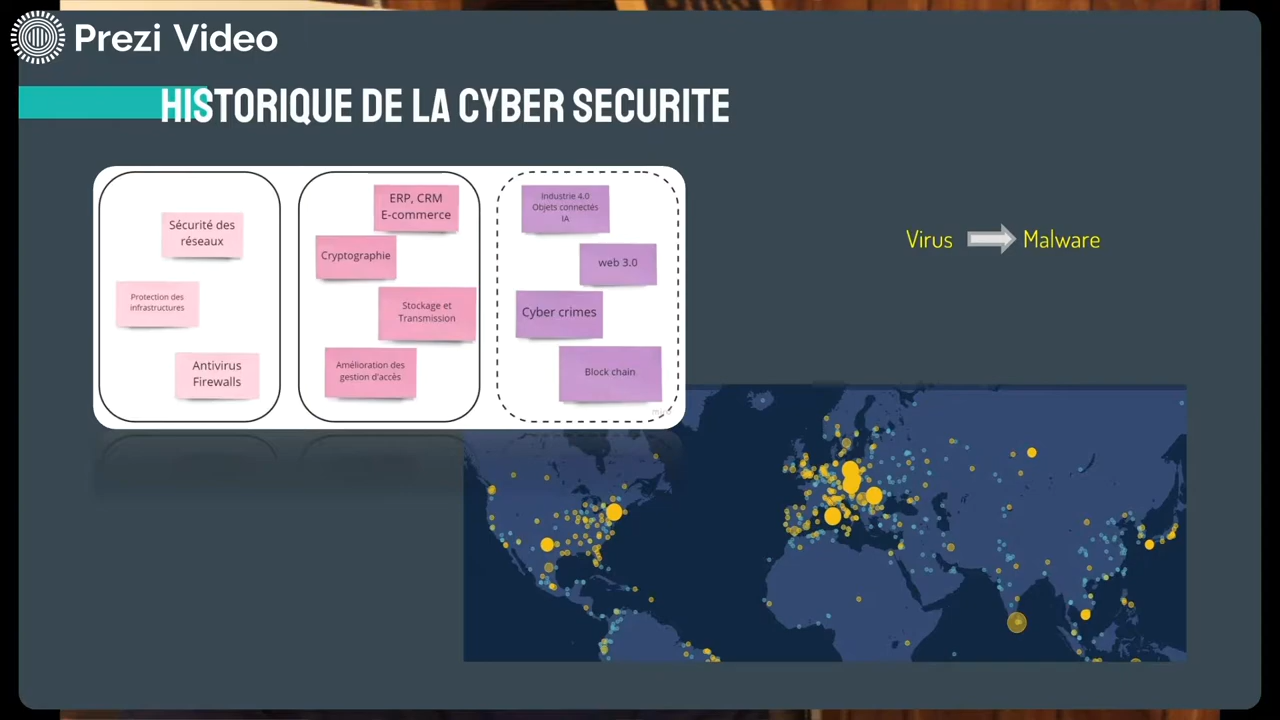 Prezi Video
HISTORIQUE DE LA CYBER SECURITE
Sécurité des
réseaux
Protection des
infrastructures
Antivirus
Firewalls
ERP, CRM
E-commerce
Cryptographie
Stockage et
Transmission
Amélioration des
gestion d'accès
Industrie 4.0
Objets connectés
IA
web 3.0
Cyber crimes
Block chain
miro
Virus
Malware